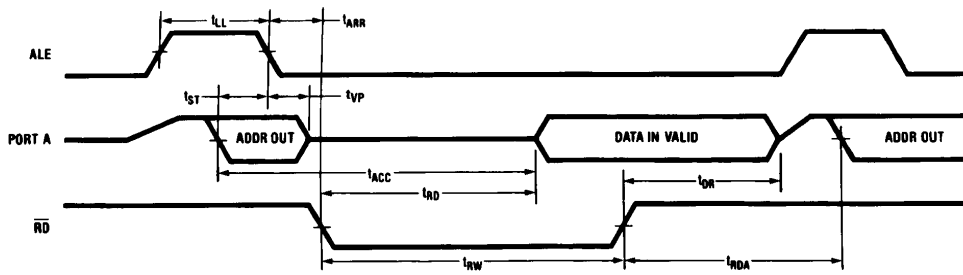 tLL
tARR
ALE
tST
tVP
PORT A
ADDR OUT
DATA IN VALID
ADDR OUT
tACC
tDR
tRD
RD
tRW
tRDA